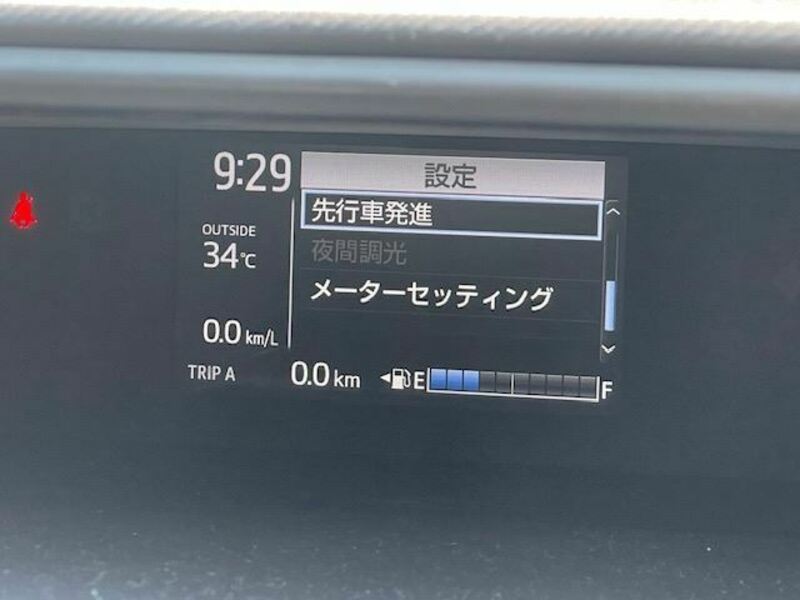 9:29
設定
先行車発進
夜間調光
メーターセッティング
OUTSIDE
34℃
0.0 km/L
TRIP A
0.0 km
E
F